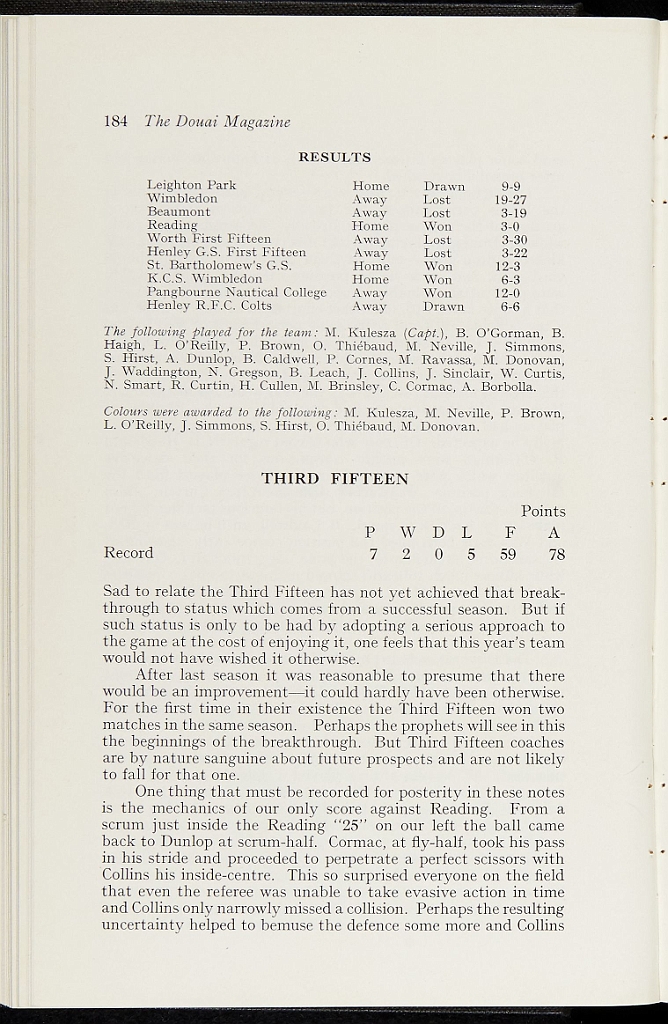 184 The Douai Magazine
RESULTS
Leighton Park Home Drawn 9-9
Wimbledon Away Lost 19-27
Beaumont Away Lost 3-19
Reading Home Won 3-0
Worth First Fifteen Away Lost 3-30
Henley G.S. First Fifteen Away Lost 3-22
St. Bartholomew's G.S. Home Won 12-3
K.C.S. Wimbledon Home Won 6-3
Pangbourne Nautical College Away Won 12-0
Henley R.F.C. Colts Away Drawn 6-6
The following played for the team: M. Kulesza (Capt.), B. O'Gorman, B.
Haigh, L. O'Reilly, P. Brown, O. Thiébaud, M. Neville, J. Simmons,
S. Hirst, A. Dunlop, B. Caldwell, P. Cornes, M. Ravassa, M. Donovan,
J. Waddington, N. Gregson, B. Leach, J. Collins, J. Sinclair, W. Curtis,
N. Smart, R. Curtin, H. Cullen, M. Brinsley, C. Cormac, A. Borbolla.
Colours were awarded to the following: M. Kulesza, M. Neville, P. Brown,
L. O'Reilly, J. Simmons, S. Hirst, O. Thiébaud, M. Donovan.
THIRD FIFTEEN
Points
P W D L F A
Record 7 2 0 5 59 78
Sad to relate the Third Fifteen has not yet achieved that break-
through to status which comes from a successful season. But if
such status is only to be had by adopting a serious approach to
the game at the cost of enjoying it, one feels that this year's team
would not have wished it otherwise.
After last season it was reasonable to presume that there
would be an improvement—it could hardly have been otherwise.
For the first time in their existence the Third Fifteen won two
matches in the same season. Perhaps the prophets will see in this
the beginnings of the breakthrough. But Third Fifteen coaches
are by nature sanguine about future prospects and are not likely
to fall for that one.
One thing that must be recorded for posterity in these notes
is the mechanics of our only score against Reading. From a
scrum just inside the Reading "25" on our left the ball came
back to Dunlop at scrum-half. Cormac, at fly-half, took his pass
in his stride and proceeded to perpetrate a perfect scissors with
Collins his inside-centre. This so surprised everyone on the field
that even the referee was unable to take evasive action in time
and Collins only narrowly missed a collision. Perhaps the resulting
uncertainty helped to bemuse the defence some more and Collins